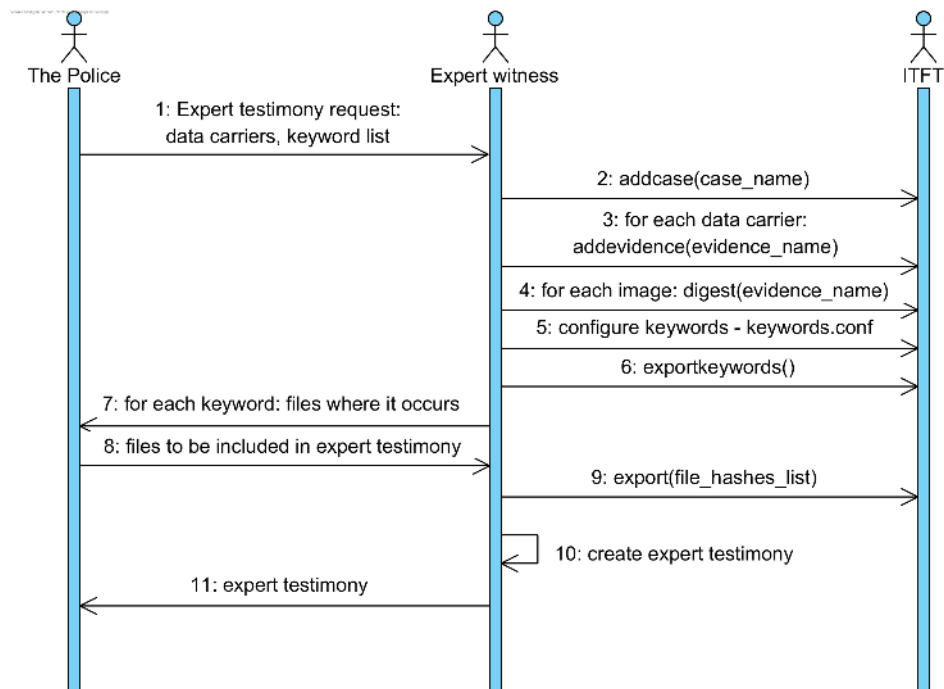 The Police
Expert witness
ITFT
1: Expert testimony request:
data carriers, keyword list
2: addcase(case_name)
3: for each data carrier:
addevidence(evidence_name)
4: for each image: digest(evidence_name)
5: configure keywords - keywords.conf
6: exportkeywords()
7: for each keyword: files where it occurs
8: files to be included in expert testimony
9: export(file_hashes_list)
10: create expert testimony
11: expert testimony